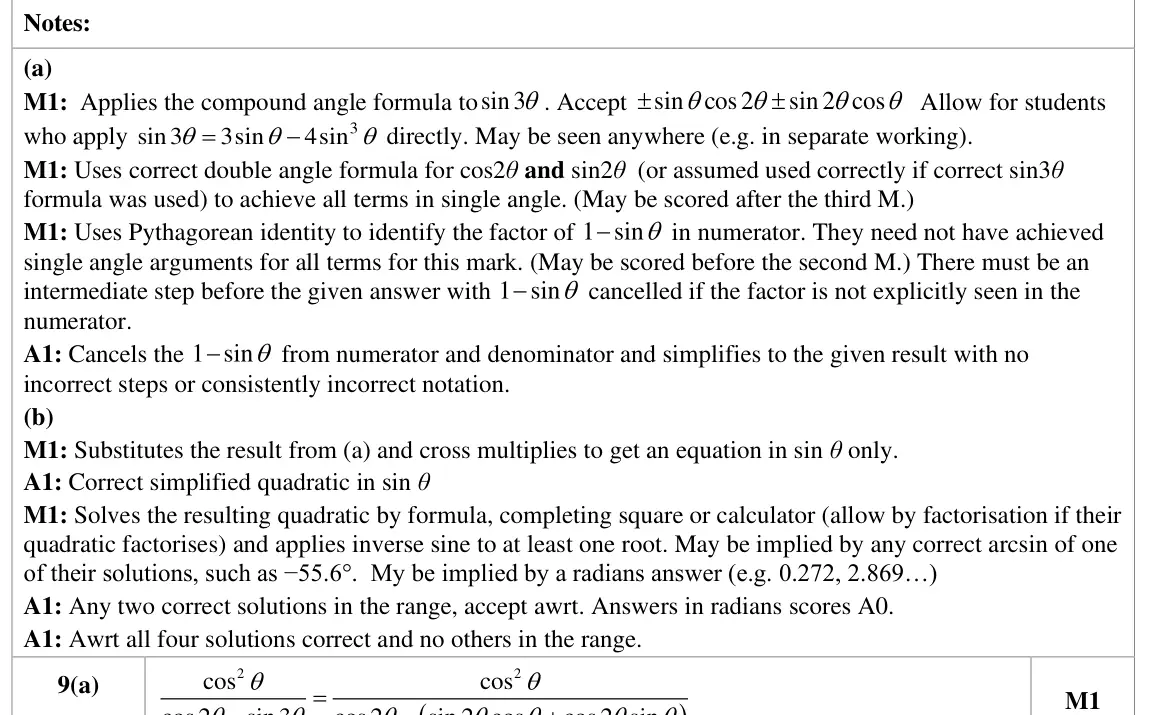 Notes:
(a)
M1: Applies the compound angle formula to sin 3θ . Accept ±sin θ cos 2θ ± sin 2θ cos θ Allow for students
who apply sin 3θ = 3sin θ − 4sin³ θ directly. May be seen anywhere (e.g. in separate working).
M1: Uses correct double angle formula for cos2θ and sin2θ (or assumed used correctly if correct sin3θ
formula was used) to achieve all terms in single angle. (May be scored after the third M.)
M1: Uses Pythagorean identity to identify the factor of 1− sin θ in numerator. They need not have achieved
single angle arguments for all terms for this mark. (May be scored before the second M.) There must be an
intermediate step before the given answer with 1− sin θ cancelled if the factor is not explicitly seen in the
numerator.
A1: Cancels the 1− sin θ from numerator and denominator and simplifies to the given result with no
incorrect steps or consistently incorrect notation.
(b)
M1: Substitutes the result from (a) and cross multiplies to get an equation in sin θ only.
A1: Correct simplified quadratic in sin θ
M1: Solves the resulting quadratic by formula, completing square or calculator (allow by factorisation if their
quadratic factorises) and applies inverse sine to at least one root. May be implied by any correct arcsin of one
of their solutions, such as −55.6°. My be implied by a radians answer (e.g. 0.272, 2.869…)
A1: Any two correct solutions in the range, accept awrt. Answers in radians scores A0.
A1: Awrt all four solutions correct and no others in the range.
9(a) cos² θ = cos² θ M1